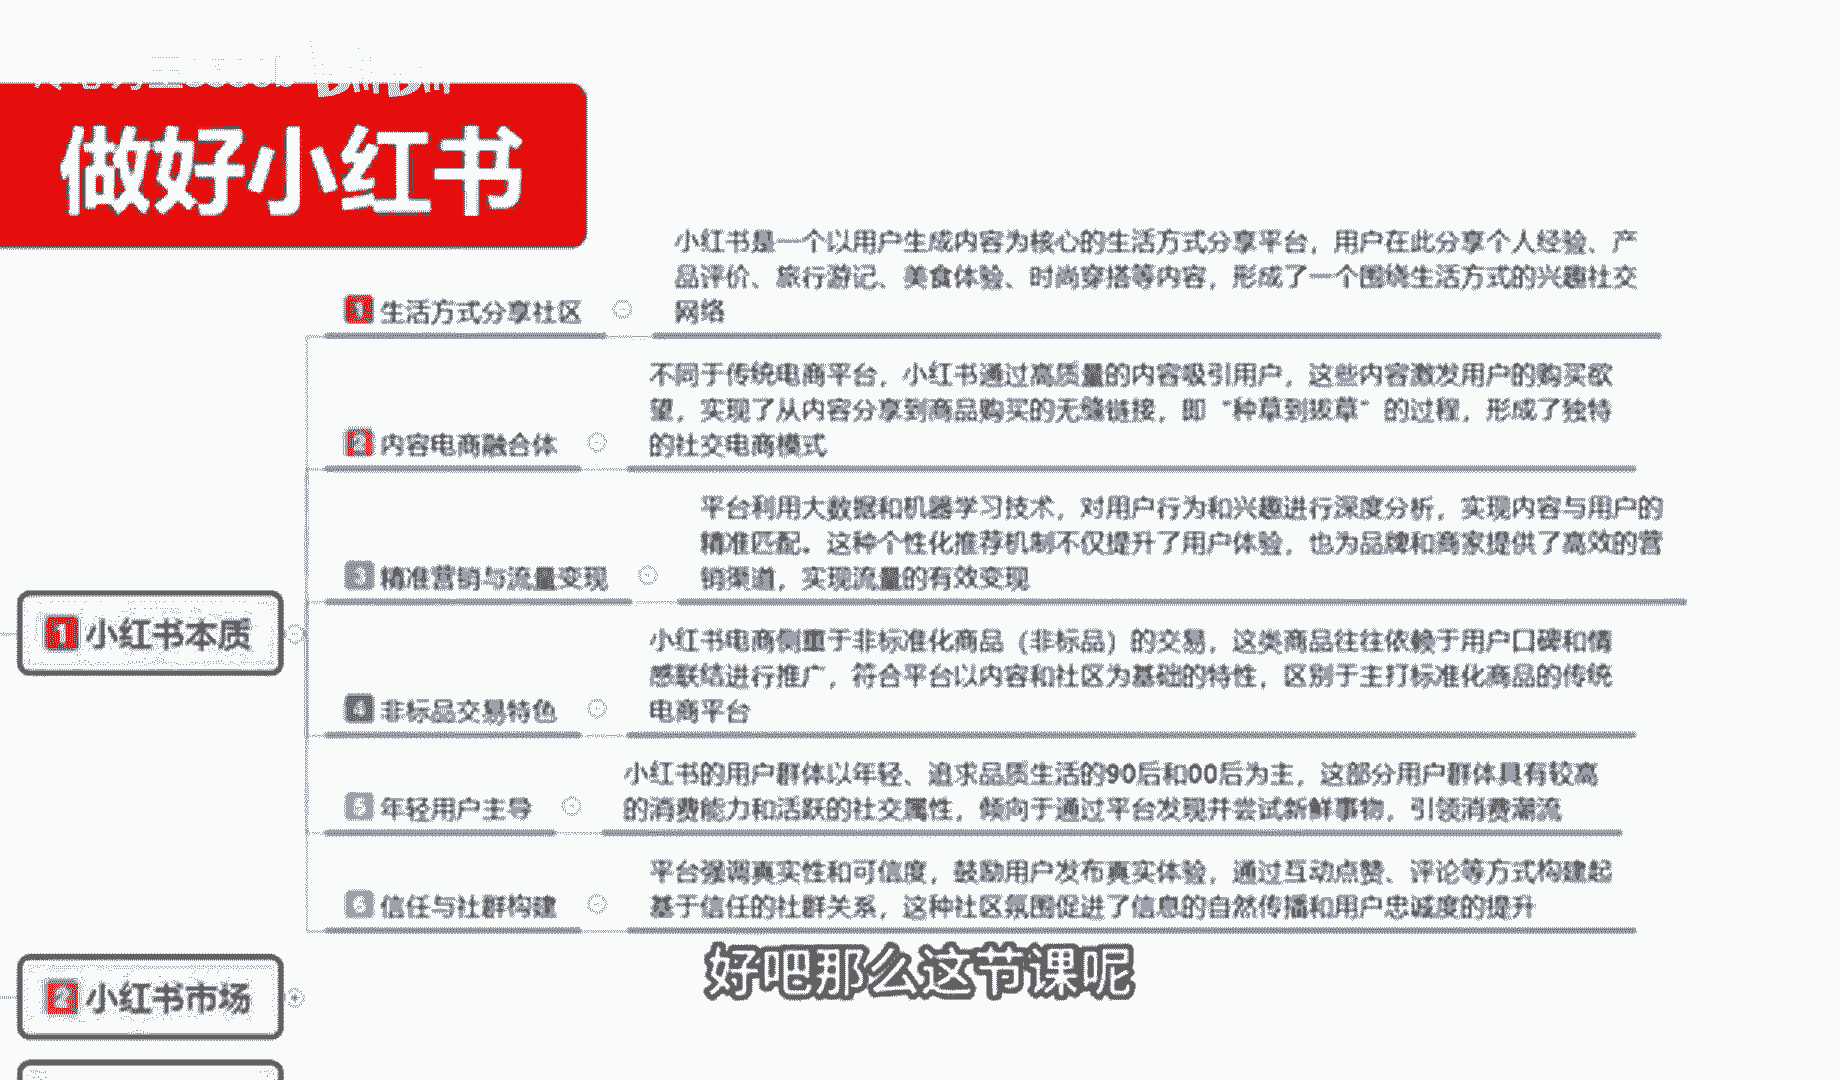 做好小红书
小红书是一个以用户生成内容为核心的生活方式分享平台，用户在此分享个人经验、产
品评价、旅行游记、美食体验、时尚穿搭等内容，形成了一个围绕生活方式的兴趣社交
网络
1 生活方式分享社区
不同于传统电商平台，小红书通过高质量的内容吸引用户，这些内容激发用户的购买欲
望，实现了从内容分享到商品购买的无缝链接，即“种草到拔草”的过程，形成了独特
的社交电商模式
2 内容电商融合体
平台利用大数据和机器学习技术，对用户行为和兴趣进行深度分析，实现内容与用户的
精准匹配。这种个性化推荐机制不仅提升了用户体验，也为品牌和商家提供了高效的营
销渠道，实现流量的有效变现
3 精准营销与流量变现
1 小红书本质
小红书电商侧重于非标准化商品（非标品）的交易，这类商品往往依赖于用户口碑和情
感联结进行推广，符合平台以内容和社区为基础的特性，区别于主打标准化商品的传统
电商平台
4 非标品交易特色
小红书的用户群体以年轻、追求品质生活的90后和00后为主，这部分用户群体具有较高
的消费能力和活跃的社交属性，倾向于通过平台发现并尝试新鲜事物，引领消费潮流
5 年轻用户主导
平台强调真实性和可信度，鼓励用户发布真实体验，通过互动点赞、评论等方式构建起
基于信任的社群关系，这种社区氛围促进了信息的自然传播和用户忠诚度的提升
6 信任与社群构建
好吧那么这节课呢
2 小红书市场